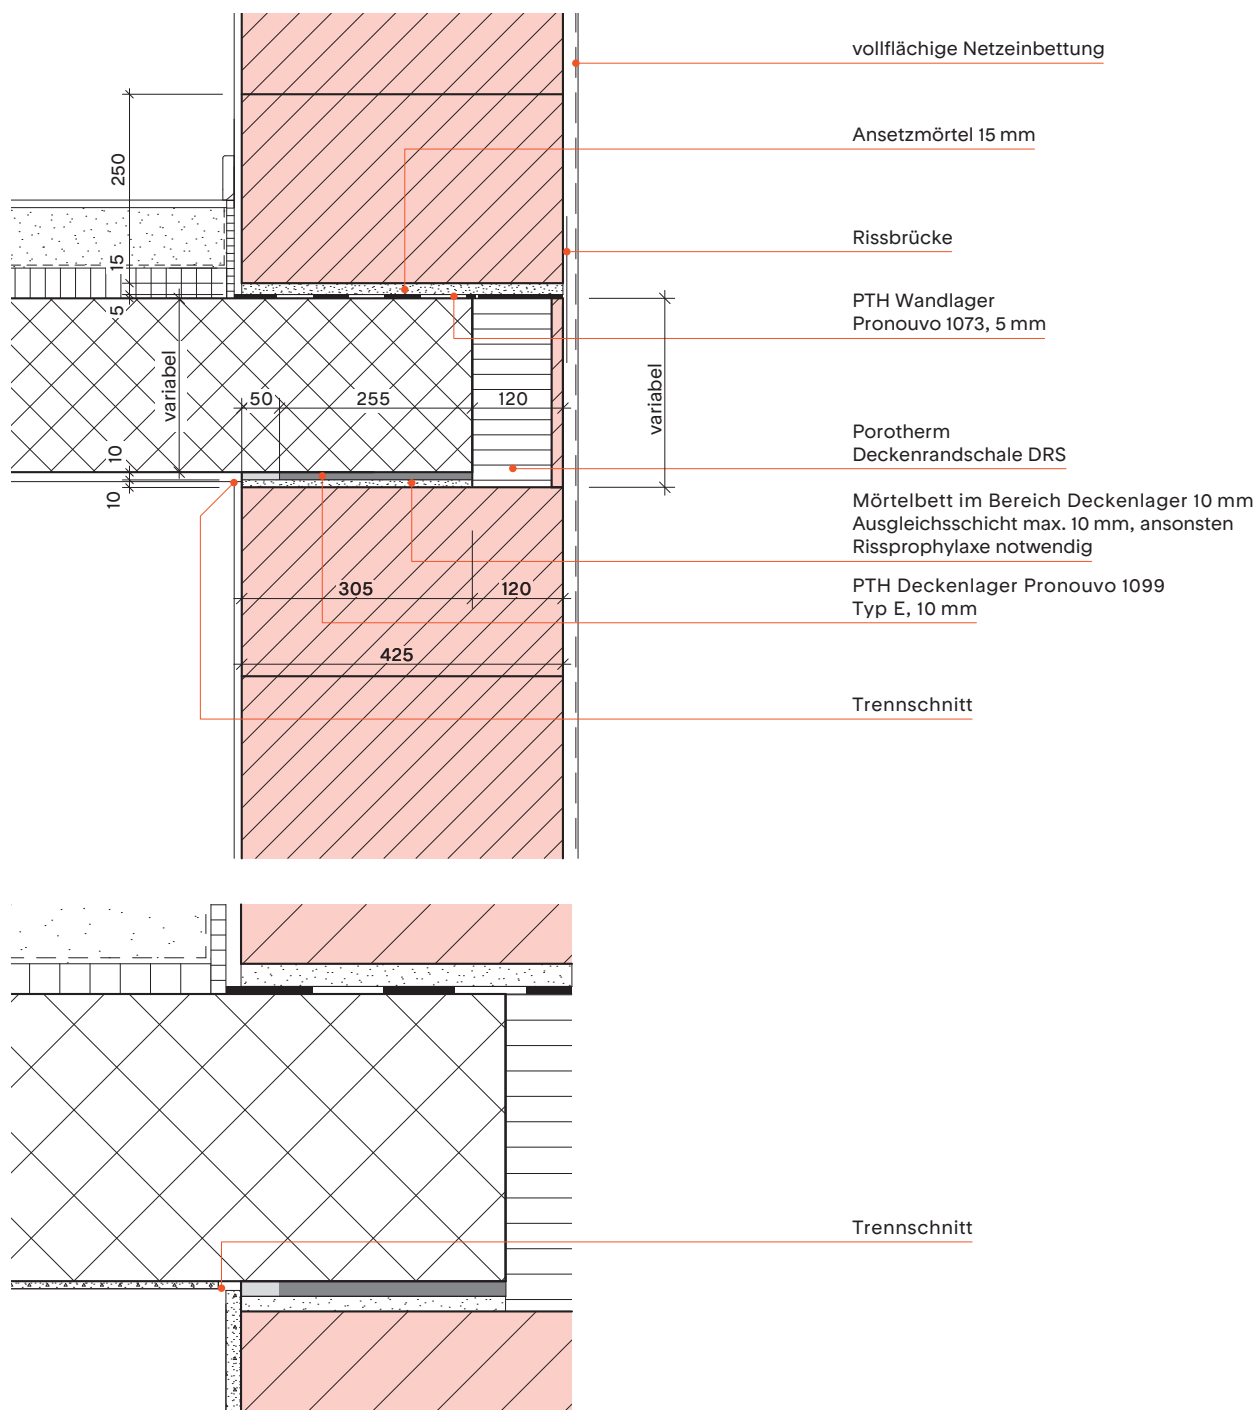 vollflächige Netzeinbettung
Ansetzmörtel 15 mm
250
Rissbrücke
15
PTH Wandlager
Pronouvo 1073, 5 mm
5
variabel
variabel
50
255
120
Porotherm
Deckenrandschale DRS
10
10
Mörtelbett im Bereich Deckenlager 10 mm
Ausgleichsschicht max. 10 mm, ansonsten
Rissprophylaxe notwendig
305
120
PTH Deckenlager Pronouvo 1099
Typ E, 10 mm
425
Trennschnitt
Trennschnitt